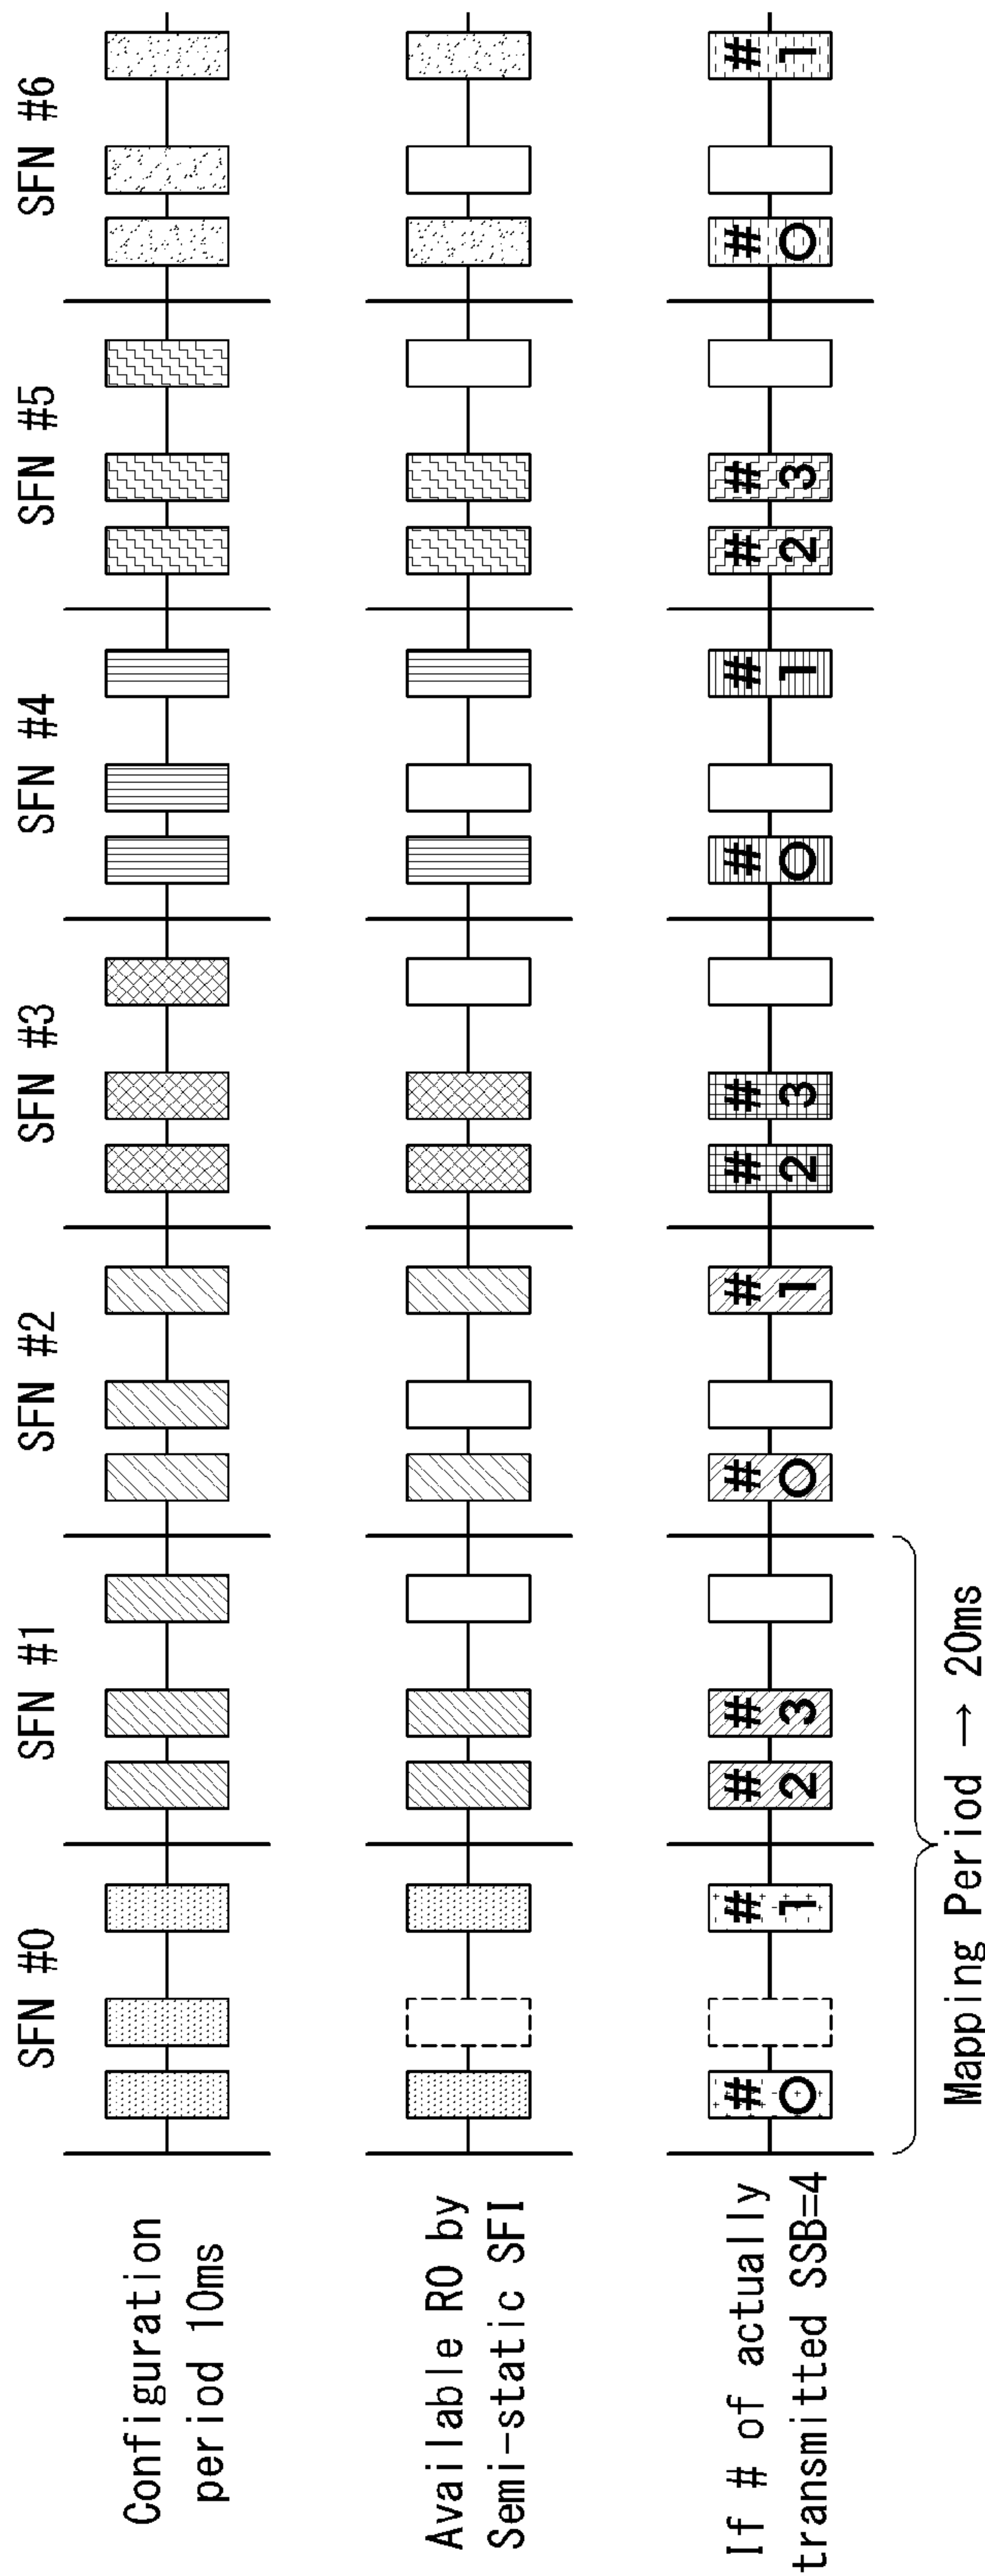 SFN #0 SFN #1 SFN #2 SFN #3 SFN #4 SFN #5 SFN #6
Configuration
period 10ms
Available RO by
Semi-static SFI
If # of actually
transmitted SSB=4
# # # # # # # # # # # # # #
0 1 2 3 0 1 2 3 0 1 2 3 0 1
Mapping Period → 20ms